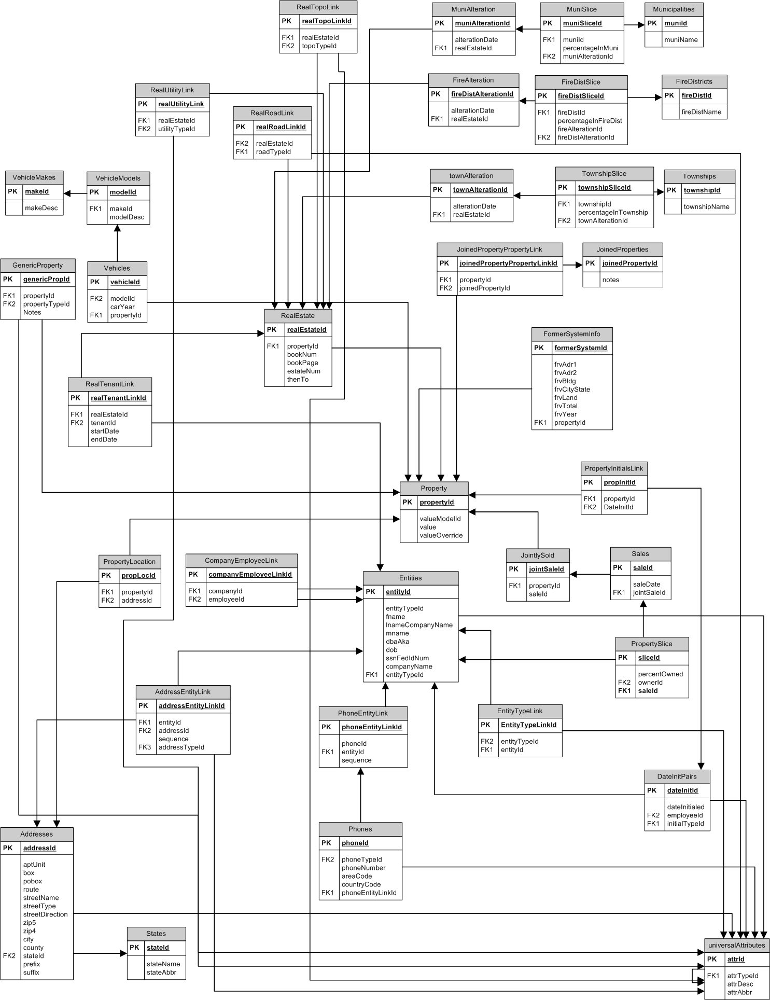 RealTopoLink
PK realTopoLinkId
FK1 realEstateId
FK2 topoTypeId
MuniAlteration
PK muniAlterationId
alterationDate
FK1 realEstateId
MuniSlice
PK muniSliceId
FK1 muniId
percentageInMuni
FK2 muniAlterationId
Municipalities
PK muniId
muniName
RealUtilityLink
PK realUtilityLink
FK1 realEstateId
FK2 utilityTypeId
RealRoadLink
PK realRoadLinkId
FK2 realEstateId
FK1 roadTypeId
FireAlteration
PK fireDistAlterationId
alterationDate
FK1 realEstateId
FireDistSlice
PK fireDistSliceId
FK1 fireDistId
percentageInFireDist
fireAlterationId
FK2 fireDistAlterationId
FireDistricts
PK fireDistId
fireDistName
VehicleMakes
PK makeId
makeDesc
VehicleModels
PK modelId
FK1 makeId
modelDesc
townAlteration
PK townAlterationId
alterationDate
FK1 realEstateId
TownshipSlice
PK townshipSliceId
FK1 townshipId
percentageInTownship
FK2 townAlterationId
Townships
PK townshipId
townshipName
GenericProperty
PK genericPropId
FK1 propertyId
FK2 propertyTypeId
Notes
Vehicles
PK vehicleId
FK2 modelId
carYear
FK1 propertyId
JoinedPropertyPropertyLink
PK joinedPropertyPropertyLinkId
FK1 propertyId
FK2 joinedPropertyId
JoinedProperties
PK joinedPropertyId
notes
RealEstate
PK realEstateId
FK1 propertyId
bookNum
bookPage
estateNum
thenTo
FormerSystemInfo
PK formerSystemId
frvAdr1
frvAdr2
frvBldg
frvCityState
frvLand
frvTotal
frvYear
FK1 propertyId
RealTenantLink
PK realTenantLinkId
FK1 realEstateId
FK2 tenantId
startDate
endDate
Property
PK propertyId
valueModelId
value
valueOverride
PropertyInitialsLink
PK propInitId
FK1 propertyId
FK2 DateInitId
PropertyLocation
PK propLocId
FK1 propertyId
FK2 addressId
CompanyEmployeeLink
PK companyEmployeeLinkId
FK1 companyId
FK2 employeeId
Entities
PK entityId
entityTypeId
fname
lnameCompanyName
mname
dbaAka
dob
ssnFedIdNum
companyName
FK1 entityTypeId
JointlySold
PK jointSaleId
FK1 propertyId
saleId
Sales
PK saleId
saleDate
FK1 jointSaleId
PropertySlice
PK sliceId
percentOwned
FK2 ownerId
FK1 saleId
AddressEntityLink
PK addressEntityLinkId
FK1 entityId
FK2 addressId
sequence
FK3 addressTypeId
PhoneEntityLink
PK phoneEntityLinkId
phoneId
FK1 entityId
sequence
EntityTypeLink
PK EntityTypeLinkId
FK2 entityTypeId
FK1 entityId
DateInitPairs
PK dateInitId
dateInitialed
FK2 employeeId
FK1 initialTypeId
Addresses
PK addressId
aptUnit
box
pobox
route
streetName
streetType
streetDirection
zip5
zip4
city
county
FK2 stateId
prefix
suffix
Phones
PK phoneId
FK2 phoneTypeId
phoneNumber
areaCode
countryCode
FK1 phoneEntityLinkId
States
PK stateId
stateName
stateAbbr
universalAttributes
PK attrId
FK1 attrTypeId
attrDesc
attrAbbr